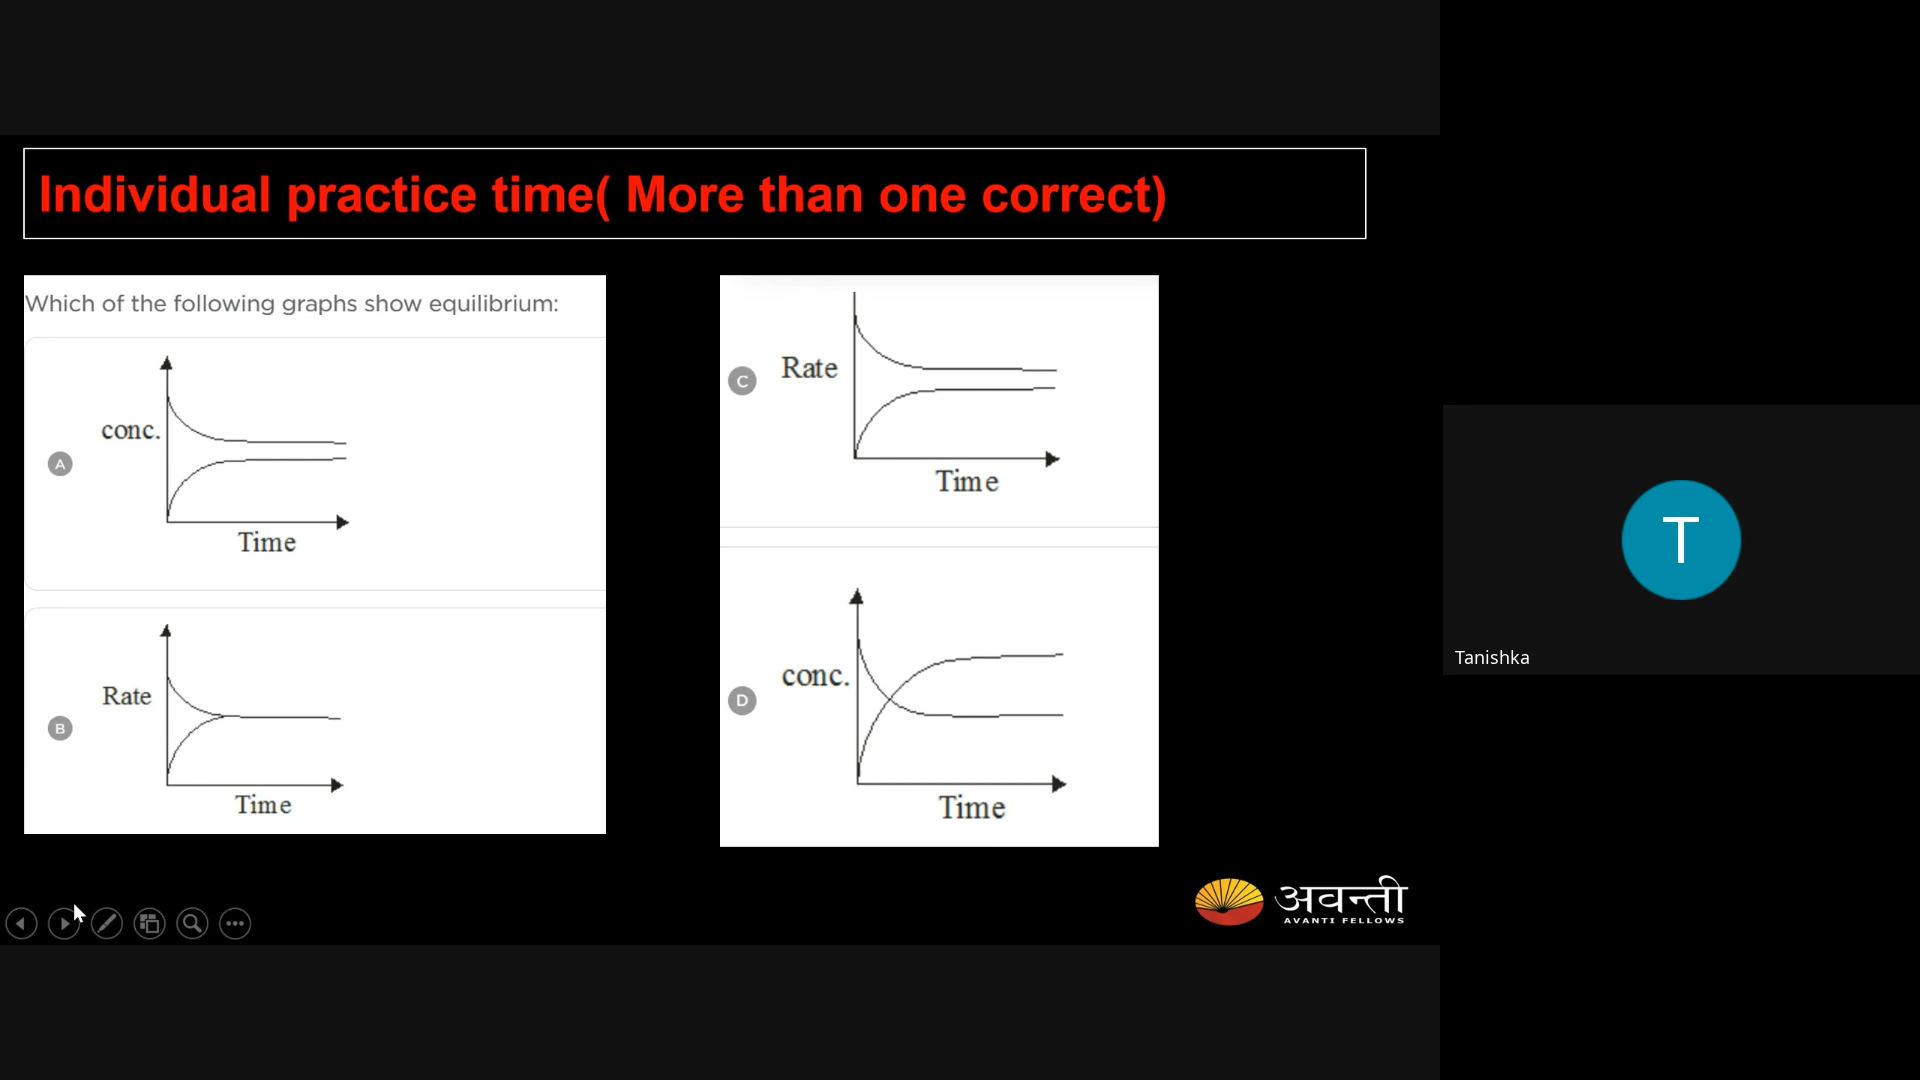 Individual practice time( More than one correct)
Which of the following graphs show equilibrium:
A
conc.
Time
B
Rate
Time
C
Rate
Time
D
conc.
Time
अवन्ती
AVANTI FELLOWS
T
Tanishka